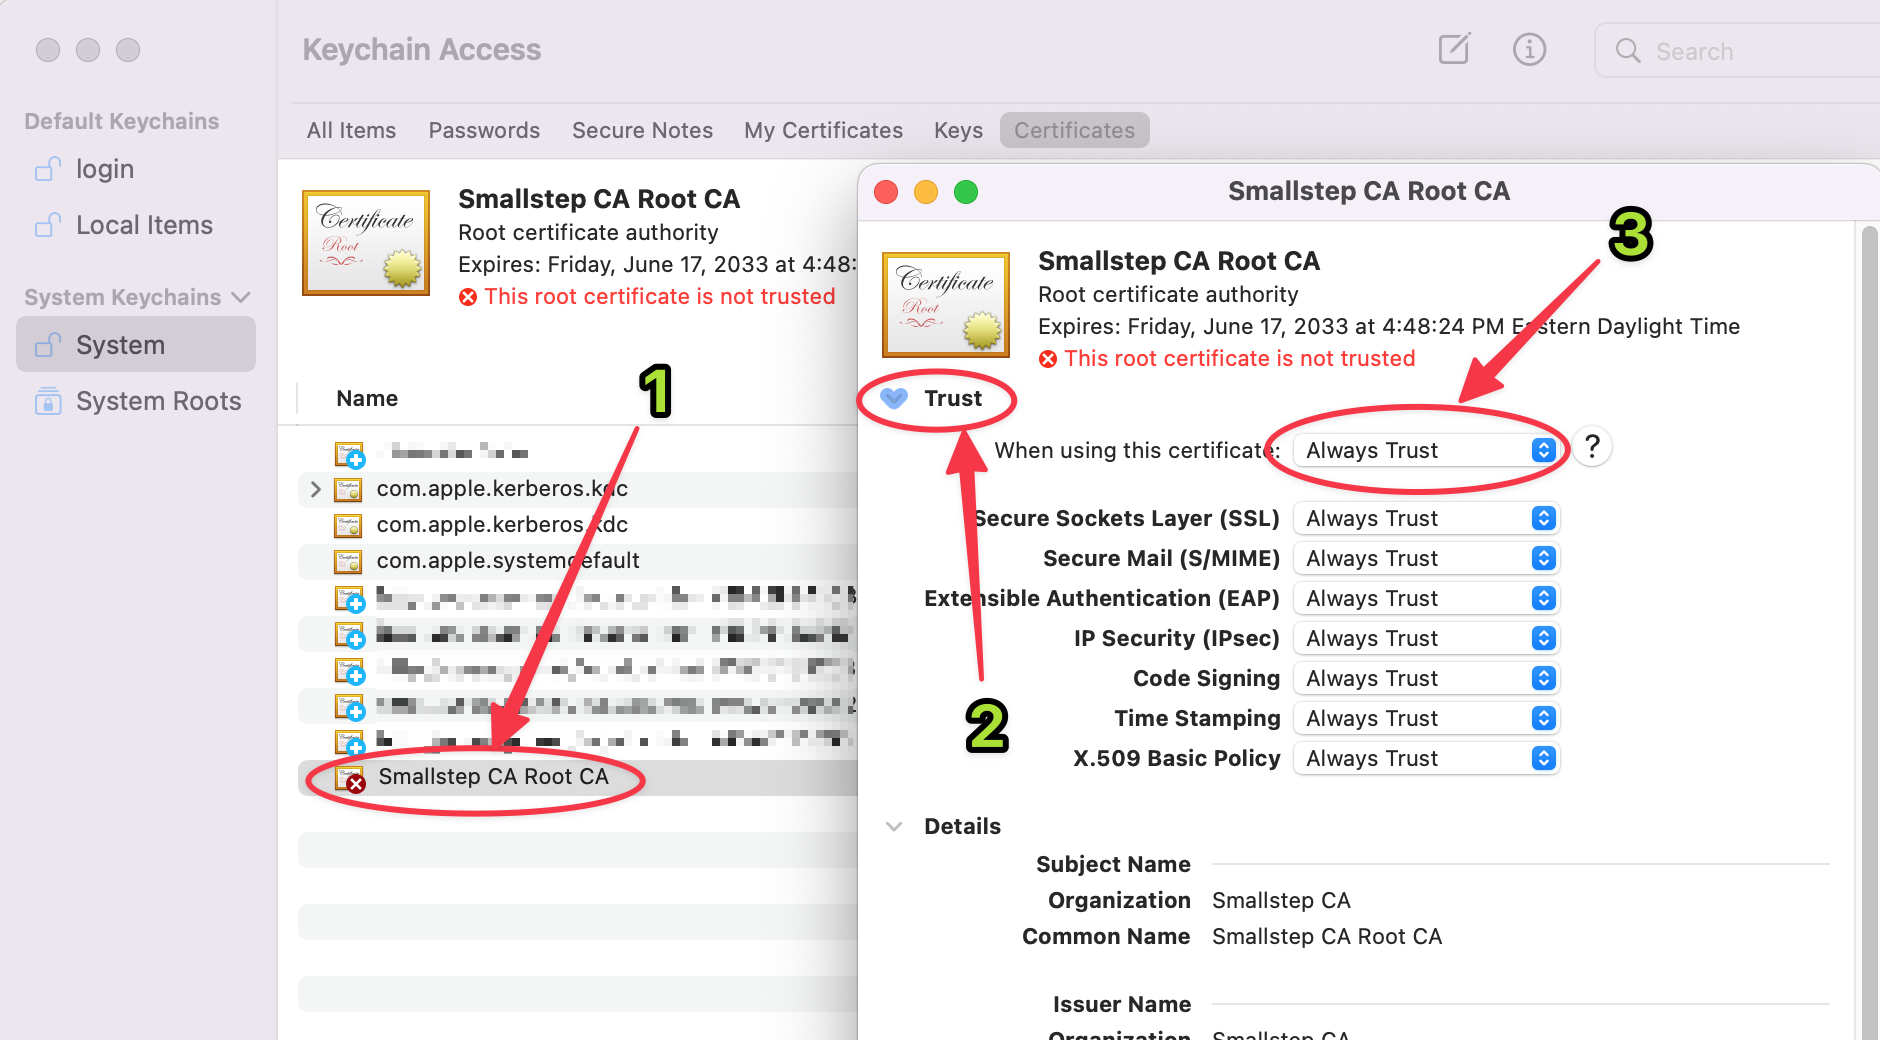 Keychain Access
Search
Default Keychains
login
Local Items
System Keychains
System
System Roots
All Items
Passwords
Secure Notes
My Certificates
Keys
Certificates
Certificate
Root
Smallstep CA Root CA
Root certificate authority
Expires: Friday, June 17, 2033 at 4:48:
This root certificate is not trusted
Name
com.apple.kerberos.kdc
com.apple.kerberos.kdc
com.apple.systemdefault
Smallstep CA Root CA
1
Smallstep CA Root CA
3
Certificate
Root
Smallstep CA Root CA
Root certificate authority
Expires: Friday, June 17, 2033 at 4:48:24 PM Eastern Daylight Time
This root certificate is not trusted
Trust
When using this certificate: Always Trust ?
Secure Sockets Layer (SSL) Always Trust
Secure Mail (S/MIME) Always Trust
Extensible Authentication (EAP) Always Trust
IP Security (IPsec) Always Trust
Code Signing Always Trust
Time Stamping Always Trust
X.509 Basic Policy Always Trust
2
Details
Subject Name
Organization Smallstep CA
Common Name Smallstep CA Root CA
Issuer Name
Organization Smallstep CA